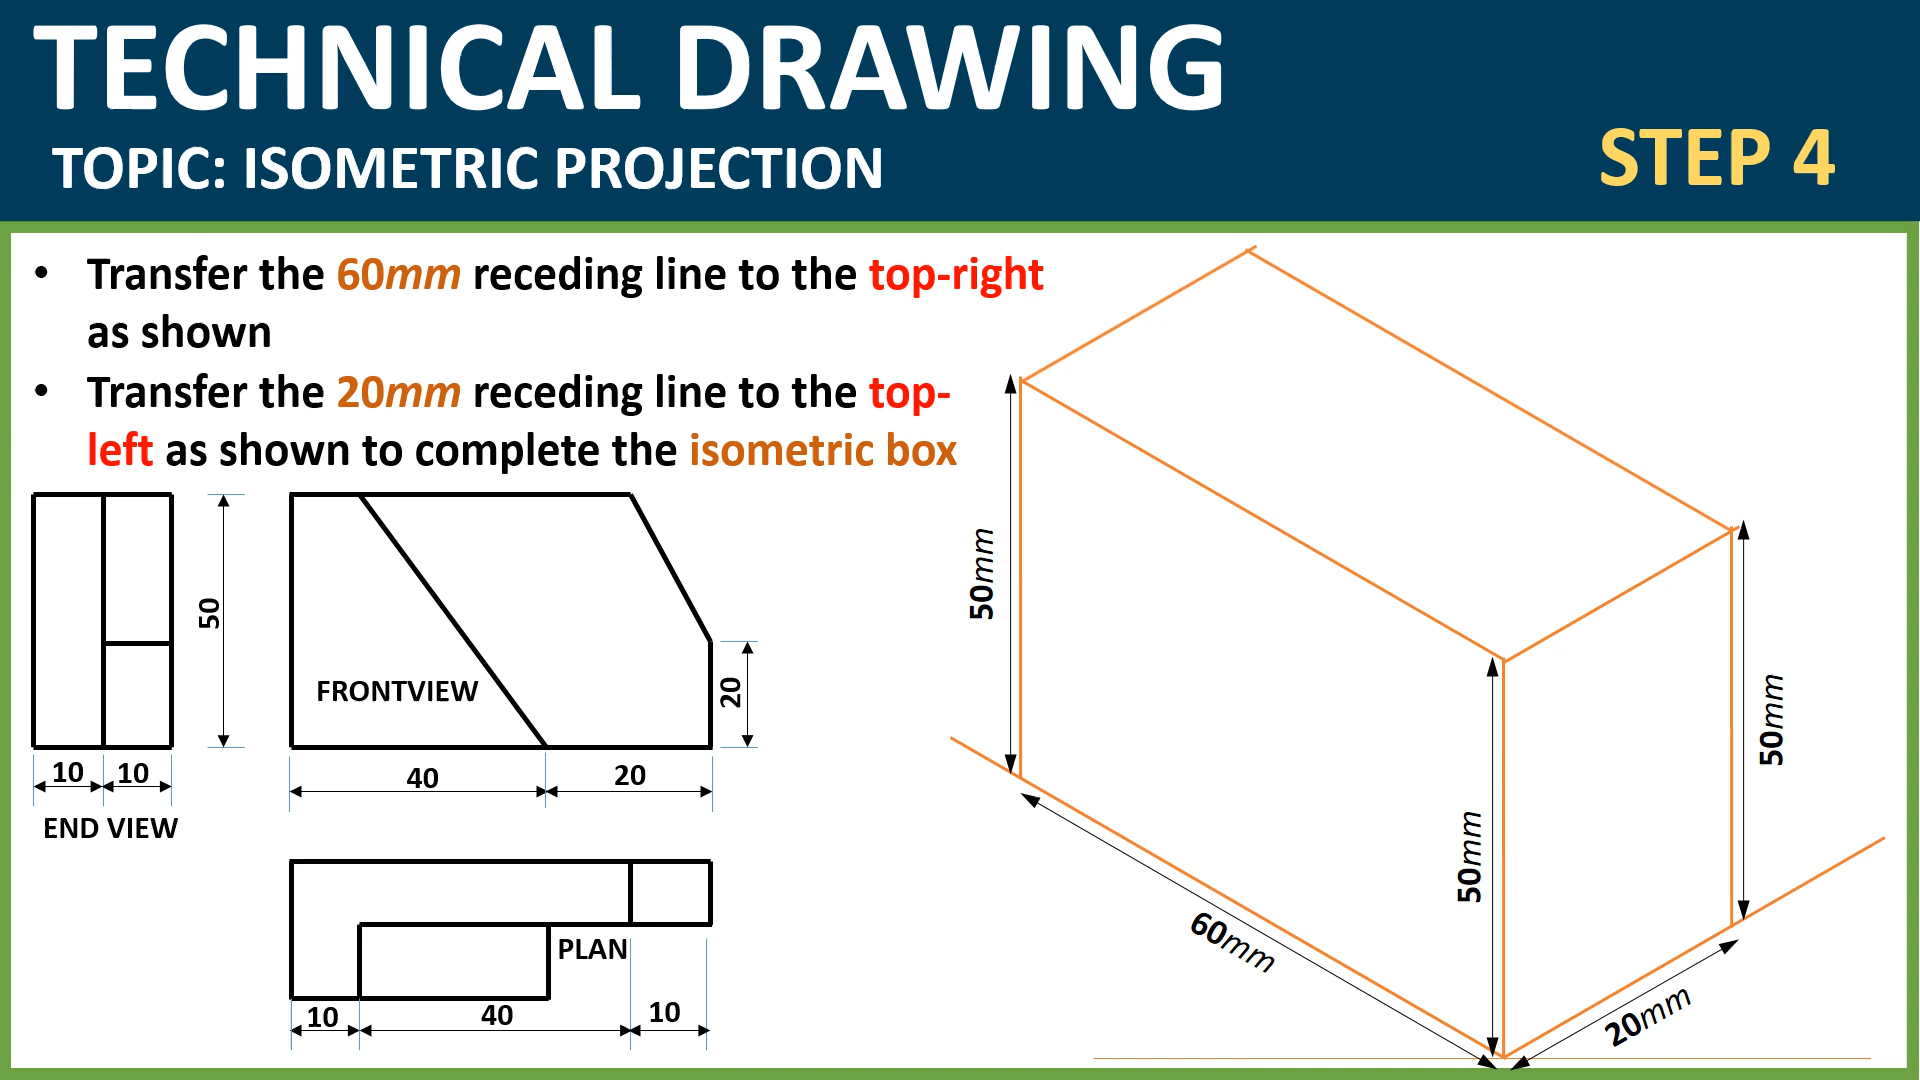 TECHNICAL DRAWING
TOPIC: ISOMETRIC PROJECTION
STEP 4
• Transfer the 60mm receding line to the top-right
as shown
• Transfer the 20mm receding line to the top-
left as shown to complete the isometric box
50
FRONTVIEW
20
10 10
40
20
END VIEW
PLAN
10
40
10
50mm
50mm
50mm
60mm
20mm